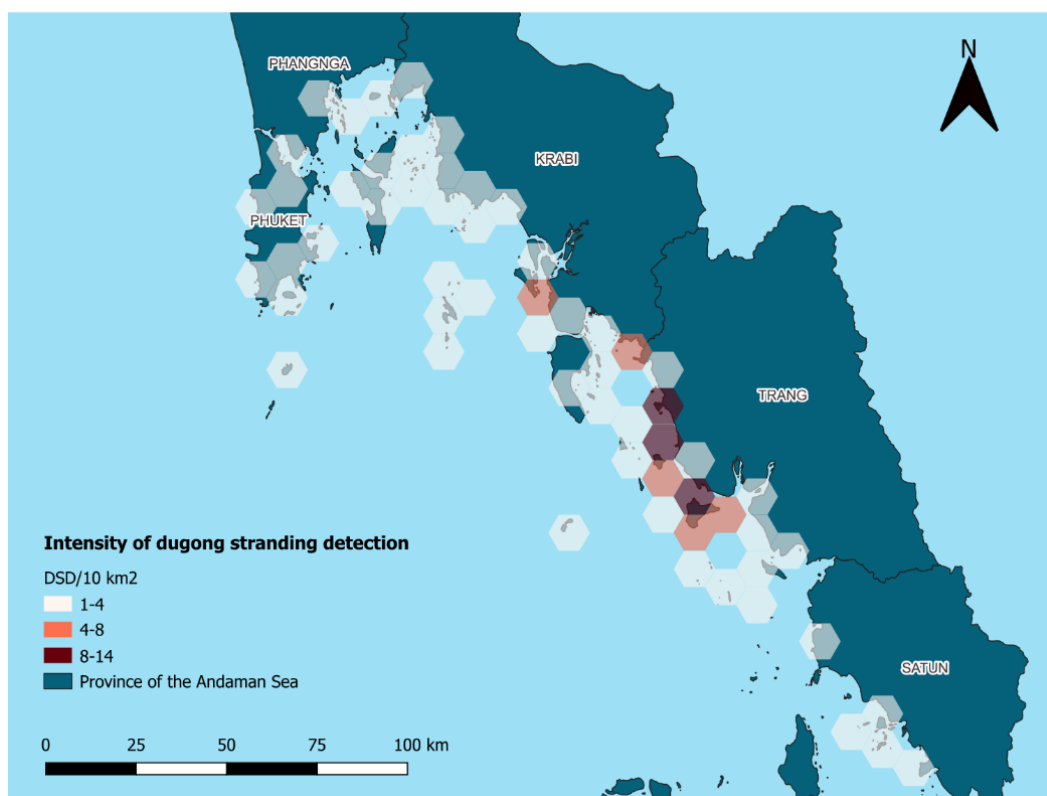 PHANGNGA
N
KRABI
PHUKET
TRANG
SATUN
Intensity of dugong stranding detection
DSD/10 km2
1-4
4-8
8-14
Province of the Andaman Sea
0 25 50 75 100 km